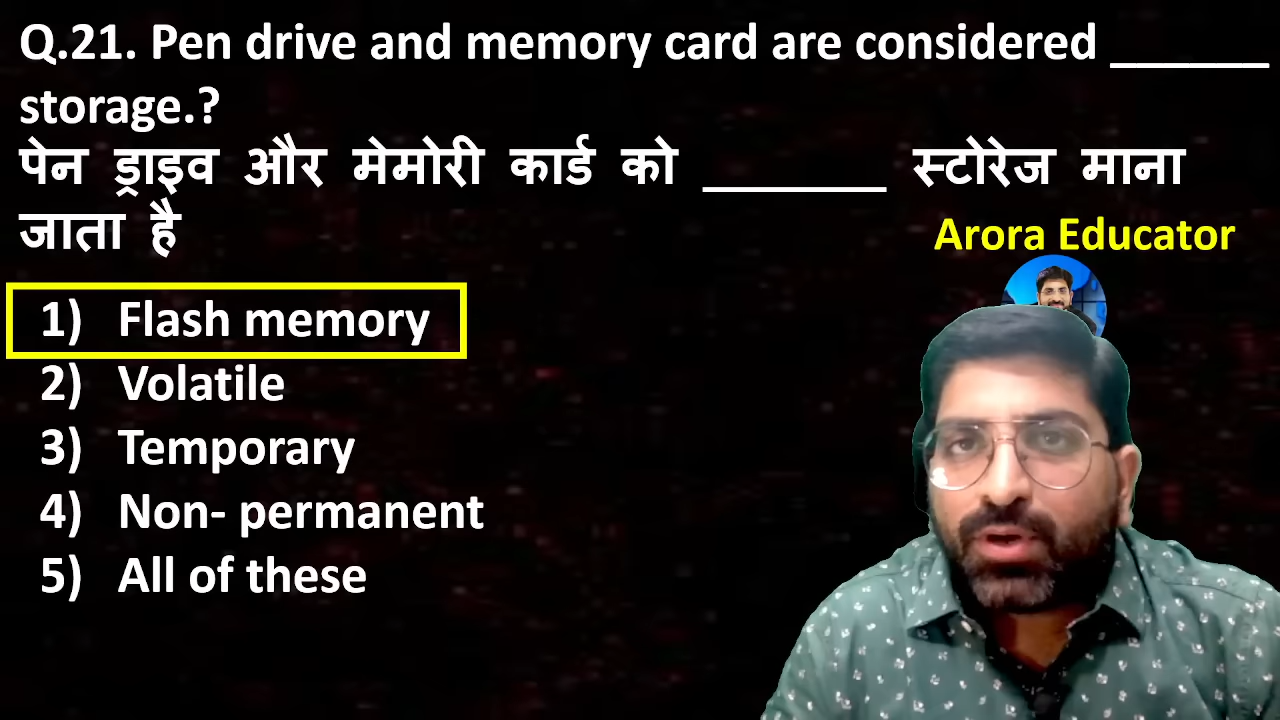 Q.21. Pen drive and memory card are considered ______
storage.?
पेन ड्राइव और मेमोरी कार्ड को ______ स्टोरेज माना
जाता है
Arora Educator
1) Flash memory
2) Volatile
3) Temporary
4) Non- permanent
5) All of these